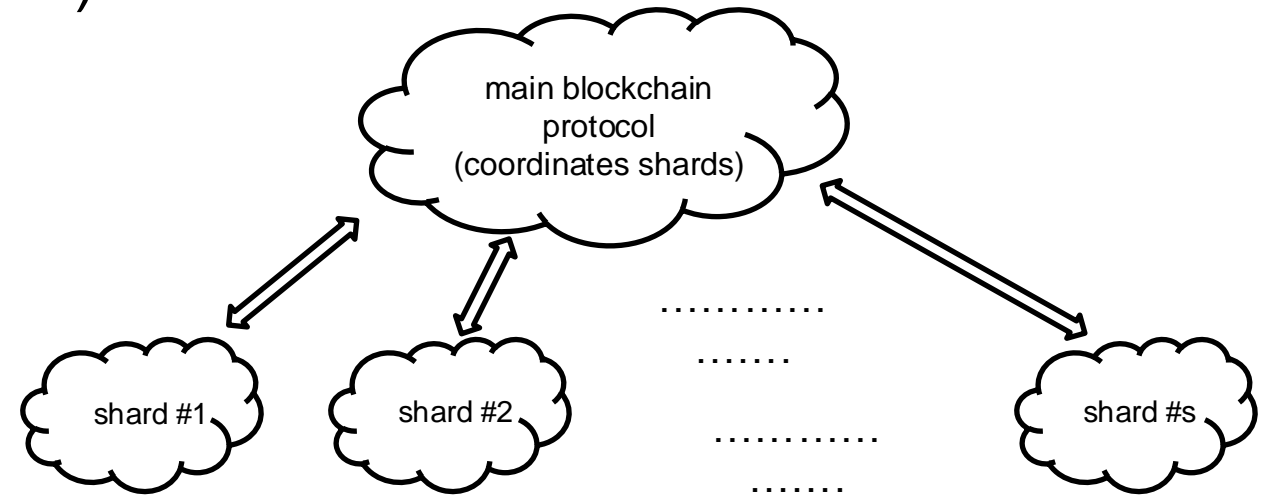 )
main blockchain
protocol
(coordinates shards)
............
.......
shard #1
shard #2
shard #s
............
.......